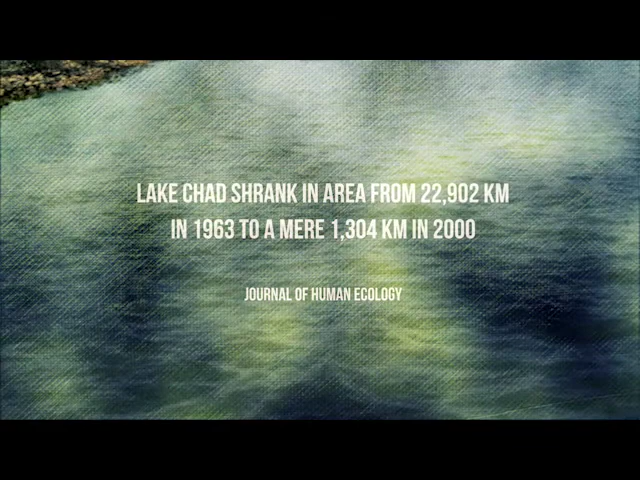 LAKE CHAD SHRANK IN AREA FROM 22,902 KM
IN 1963 TO A MERE 1,304 KM IN 2000
JOURNAL OF HUMAN ECOLOGY